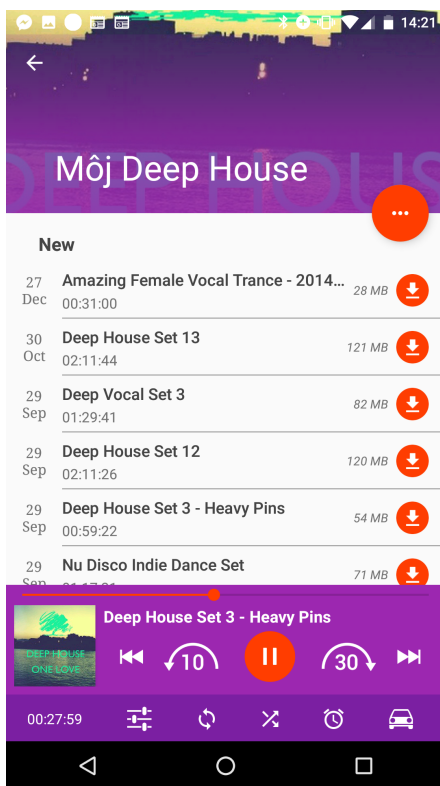 14:21
DEEP HOUSE
Môj Deep House
New
27 Dec
Amazing Female Vocal Trance - 2014...
00:31:00
28 MB
30 Oct
Deep House Set 13
02:11:44
121 MB
29 Sep
Deep Vocal Set 3
01:29:41
82 MB
29 Sep
Deep House Set 12
02:11:26
120 MB
29 Sep
Deep House Set 3 - Heavy Pins
00:59:22
54 MB
29 Sep
Nu Disco Indie Dance Set
71 MB
DEEP HOUSE
ONE LOVE
Deep House Set 3 - Heavy Pins
10
30
00:27:59